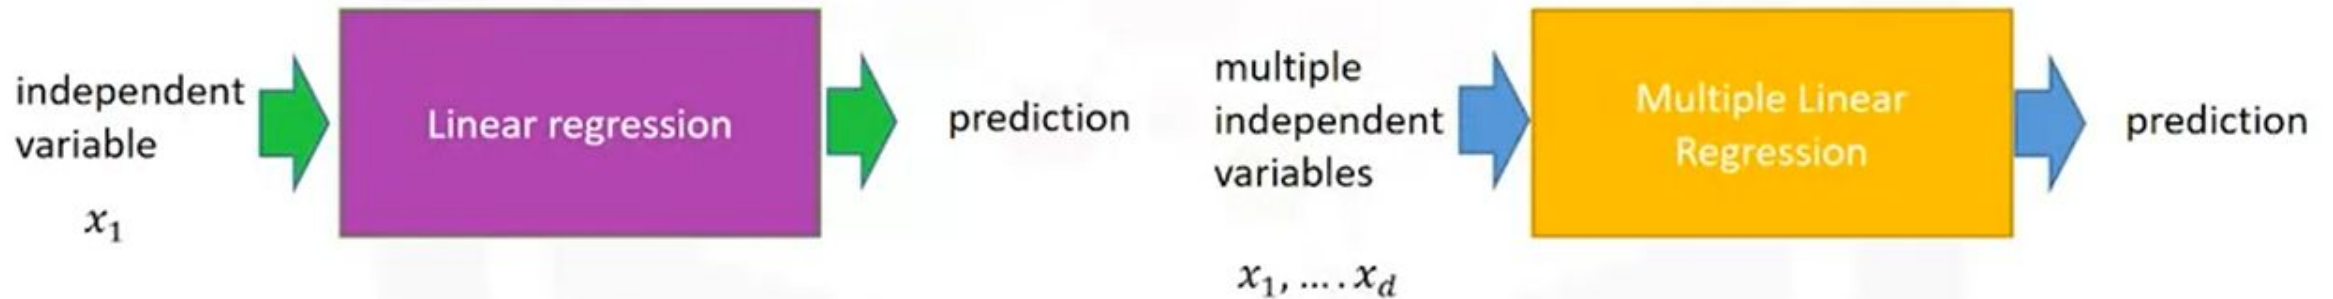 independent
variable
x₁
Linear regression
prediction
multiple
independent
variables
x₁, .... x_d
Multiple Linear
Regression
prediction